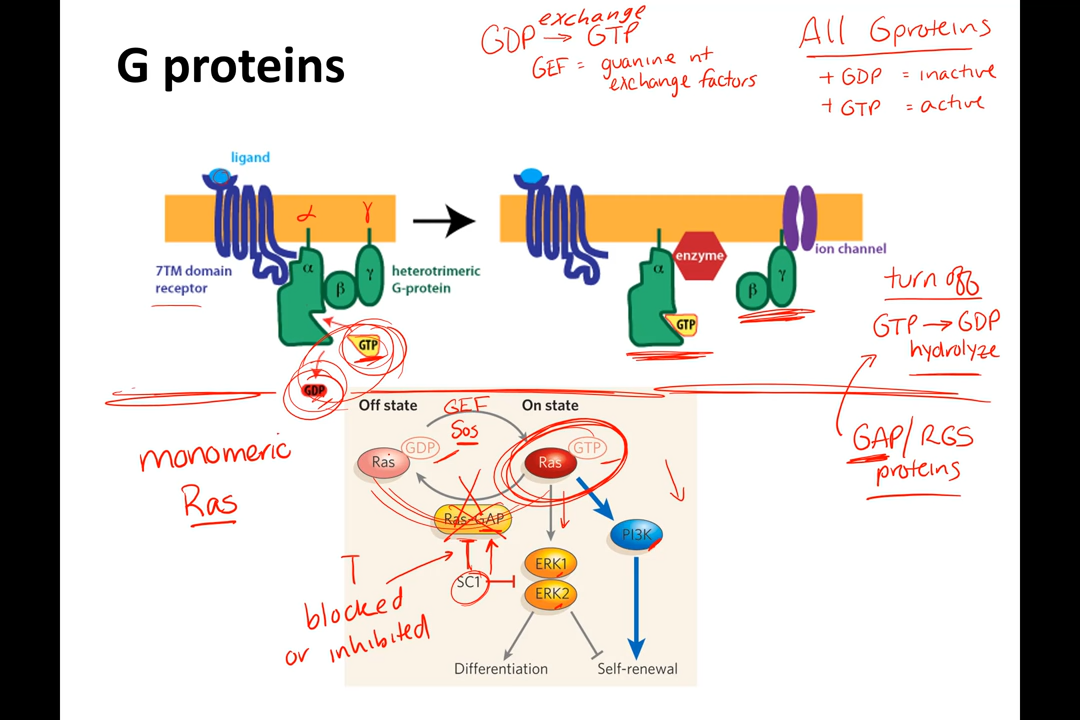 G proteins
GDP exchange → GTP
GEF = guanine nt
exchange factors
All Gproteins
+ GDP = inactive
+ GTP = active
ligand
α γ
7TM domain
receptor
α β γ
heterotrimeric
G-protein
GTP
GDP
enzyme
ion channel
α
GTP
β γ
turn off
GTP → GDP
hydrolyze
GAP/RGS
proteins
monomeric
Ras
Off state
On state
GEF
Sos
Ras GDP
Ras GTP
Ras-GAP
PI3K
SC1
ERK1
ERK2
T
blocked
or inhibited
Differentiation
Self-renewal